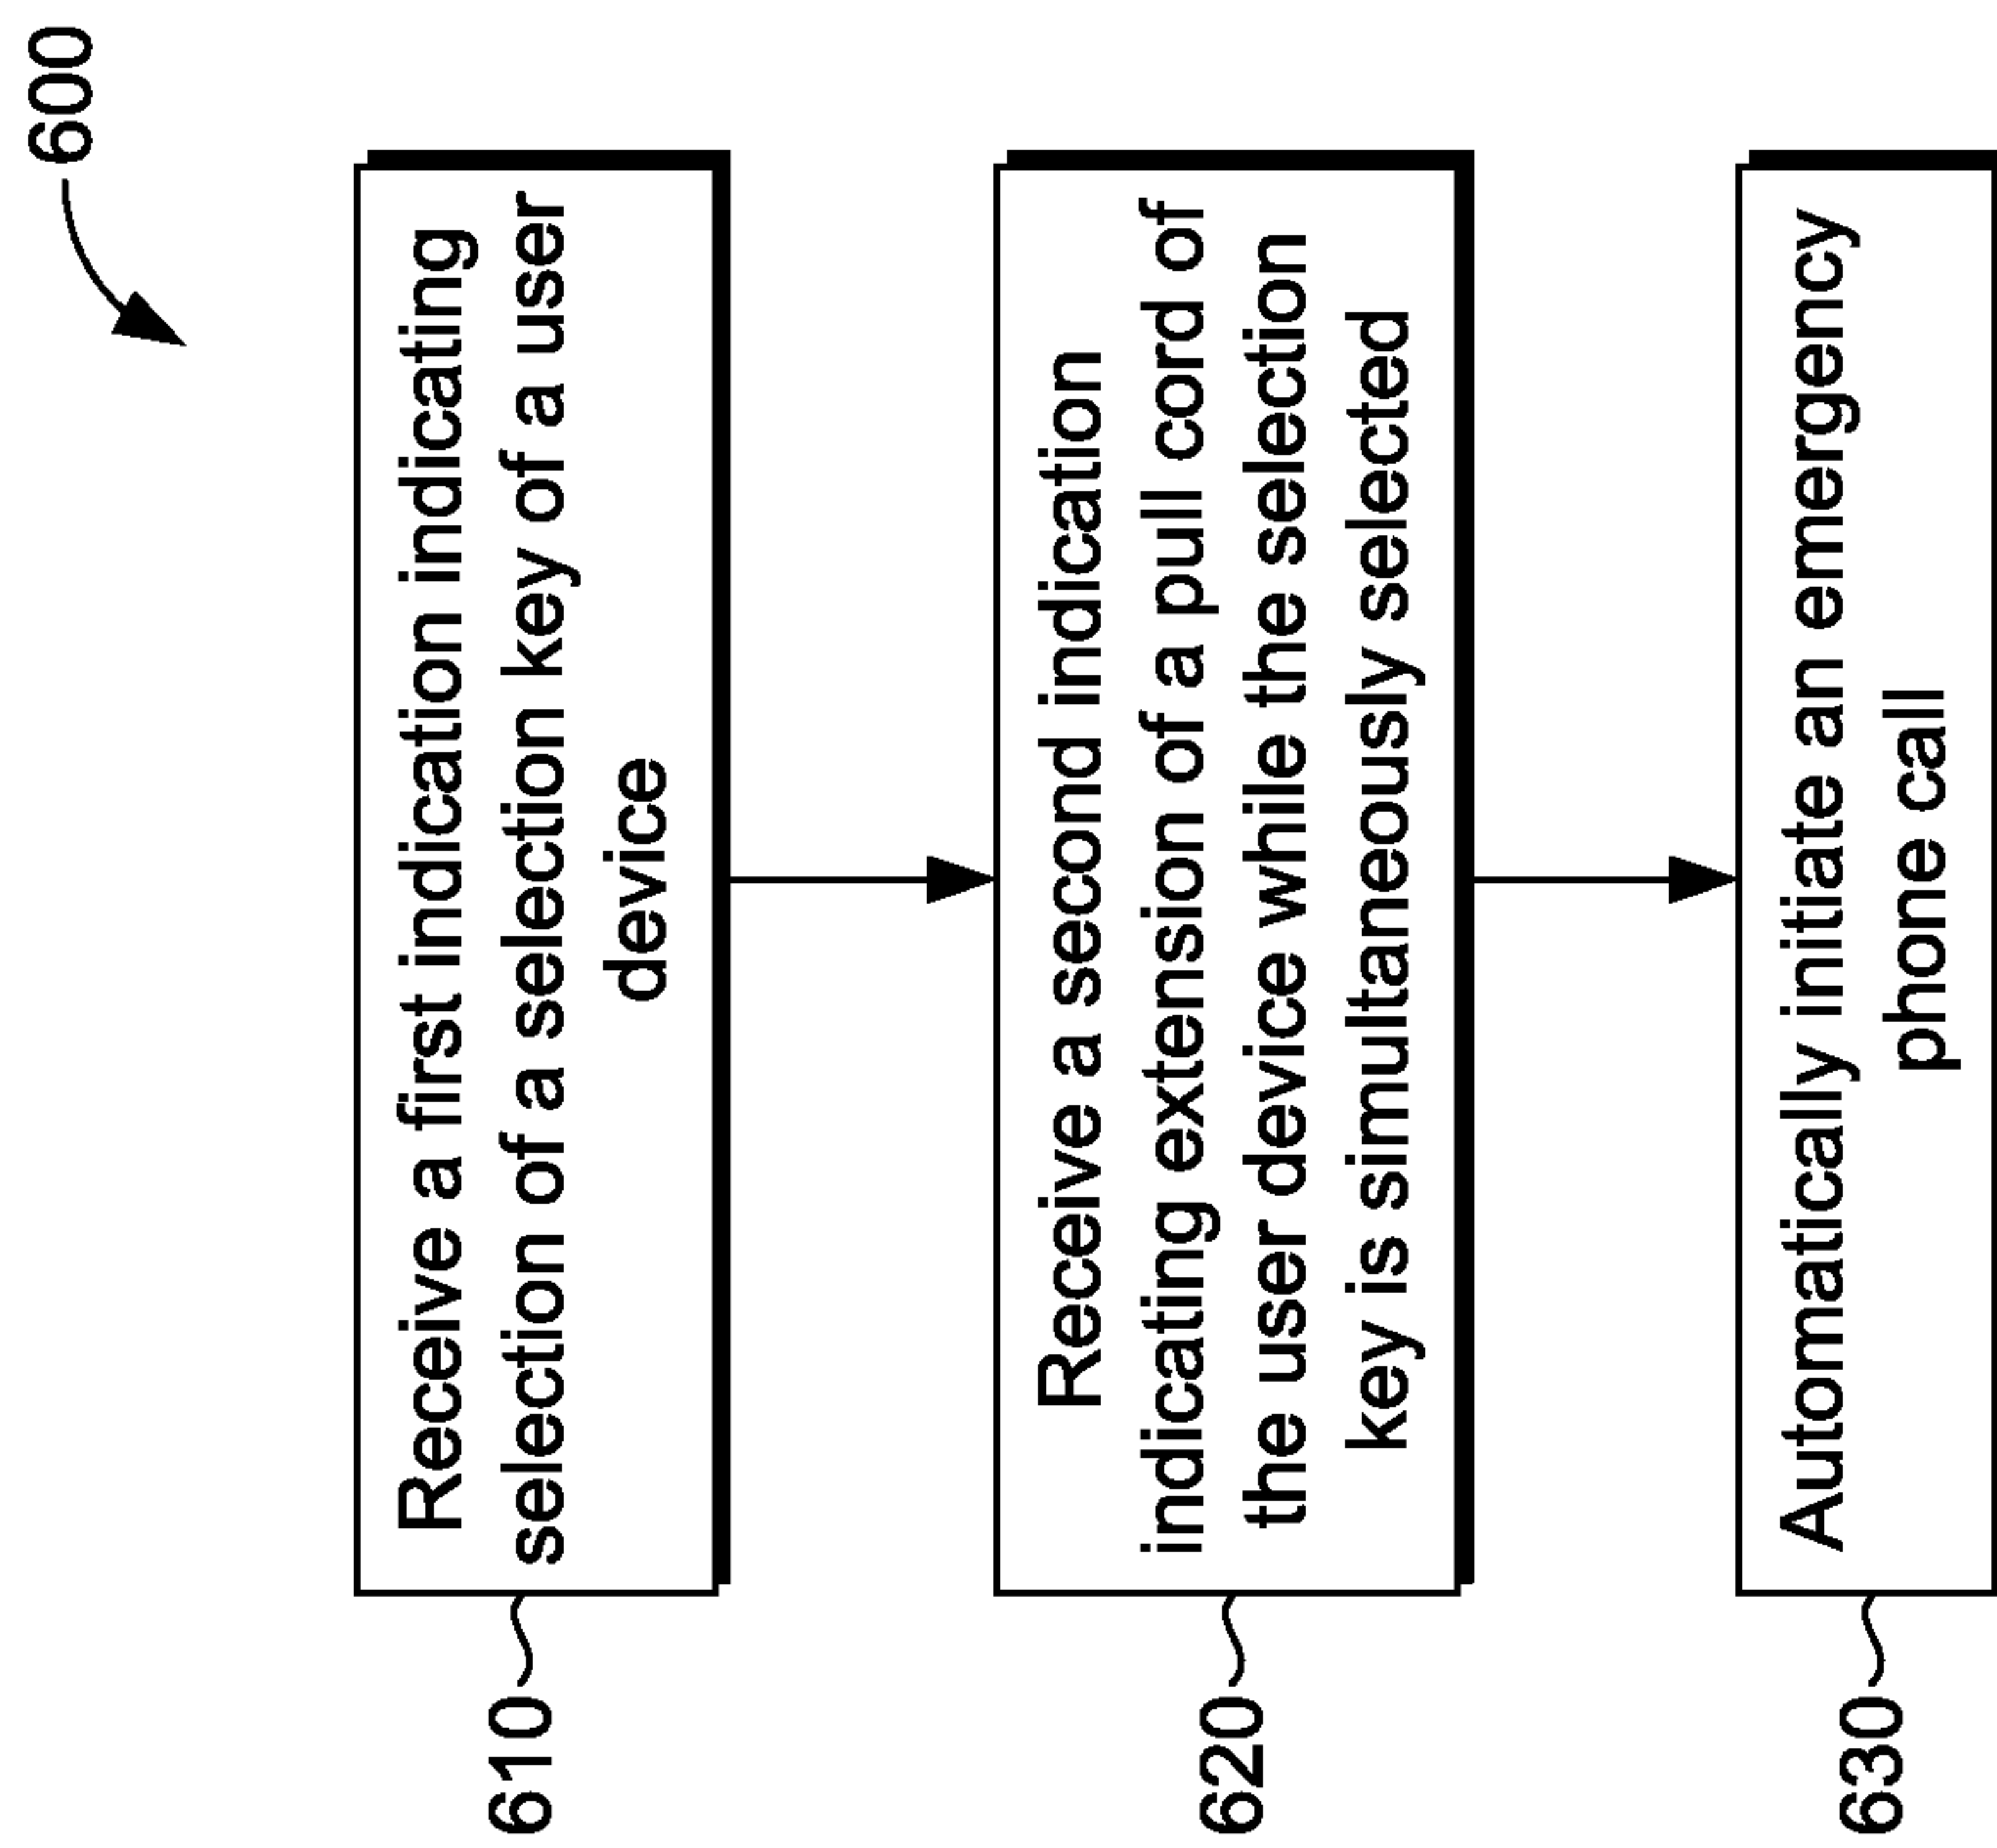 600
610
Receive a first indication indicating
selection of a selection key of a user
device
620
Receive a second indication
indicating extension of a pull cord of
the user device while the selection
key is simultaneously selected
630
Automatically initiate an emergency
phone call